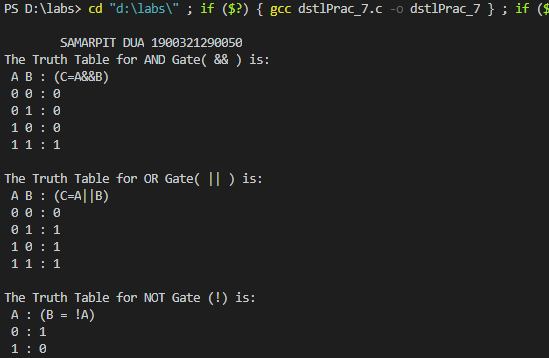 PS D:\labs> cd "d:\labs\" ; if ($?) { gcc dstlPrac_7.c -o dstlPrac_7 } ; if ($
SAMARPIT DUA 1900321290050
The Truth Table for AND Gate( && ) is:
A B : (C=A&&B)
0 0 : 0
0 1 : 0
1 0 : 0
1 1 : 1
The Truth Table for OR Gate( || ) is:
A B : (C=A||B)
0 0 : 0
0 1 : 1
1 0 : 1
1 1 : 1
The Truth Table for NOT Gate (!) is:
A : (B = !A)
0 : 1
1 : 0